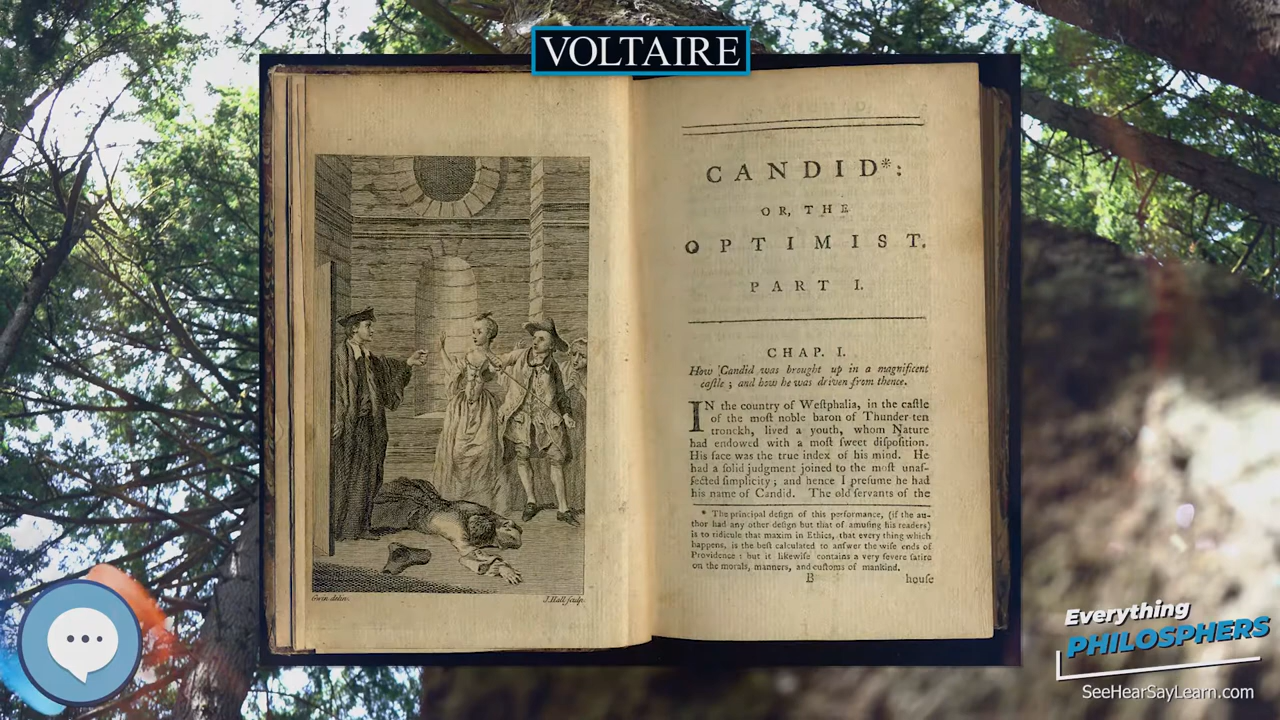 VOLTAIRE
CANDID*:
OR, THE
OPTIMIST.
PART I.
CHAP. I.
How Candid was brought up in a magnificent
caſtle ; and how he was driven from thence.
IN the country of Weſtphalia, in the caſtle
of the moſt noble baron of Thunder-ten
tronckh, lived a youth, whom Nature
had endowed with a moſt ſweet diſpoſition.
His face was the true index of his mind. He
had a ſolid judgment joined to the moſt unaf-
fected ſimplicity ; and hence I preſume he had
his name of Candid. The old ſervants of the
* The principal deſign of this performance, (if the au-
thor had any other deſign but that of amuſing his readers)
is to ridicule that maxim in Ethics, that every thing which
happens, is the beſt calculated to anſwer the wiſe ends of
Providence : but it likewiſe contains a very ſevere ſatire
on the morals, manners, and cuſtoms of mankind.
B houſe
delin.
J. Hall ſculp.
Everything
PHILOSPHERS
SeeHearSayLearn.com